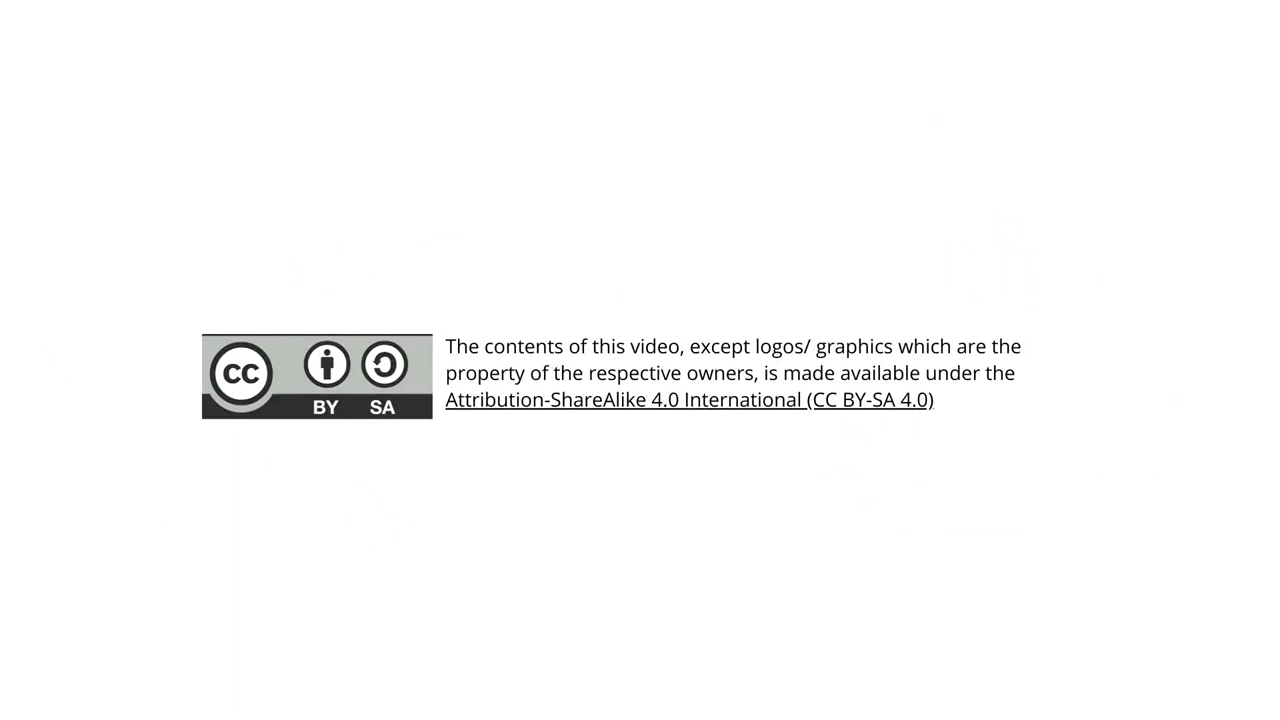 The contents of this video, except logos/ graphics which are the
property of the respective owners, is made available under the
Attribution-ShareAlike 4.0 International (CC BY-SA 4.0)
CC
BY SA